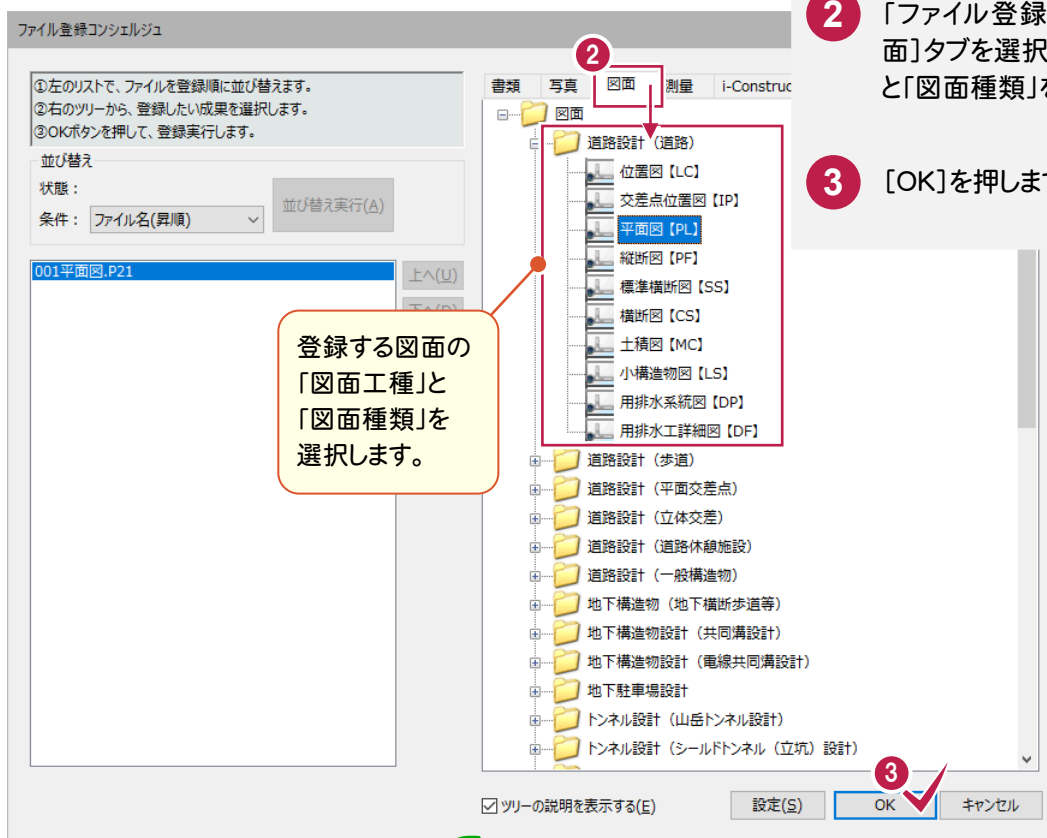 ファイル登録コンシェルジュ
2
「ファイル登録
面]タブを選択
と「図面種類」を
3
[OK]を押します
①左のリストで、ファイルを登録順に並び替えます。
②右のツリーから、登録したい成果を選択します。
③OKボタンを押して、登録実行します。
並び替え
状態：
条件： ファイル名(昇順)
並び替え実行(A)
001平面図.P21
上へ(U)
登録する図面の
「図面工種」と
「図面種類」を
選択します。
2
書類 写真 図面 測量 i-Construc
図面
道路設計（道路）
位置図【LC】
交差点位置図【IP】
平面図【PL】
縦断図【PF】
標準横断図【SS】
横断図【CS】
土積図【MC】
小構造物図【LS】
用排水系統図【DP】
用排水工詳細図【DF】
道路設計（歩道）
道路設計（平面交差点）
道路設計（立体交差）
道路設計（道路休憩施設）
道路設計（一般構造物）
地下構造物（地下横断歩道等）
地下構造物設計（共同溝設計）
地下構造物設計（電線共同溝設計）
地下駐車場設計
トンネル設計（山岳トンネル設計）
トンネル設計（シールドトンネル（立坑）設計）
3
ツリーの説明を表示する(E)
設定(S) OK キャンセル